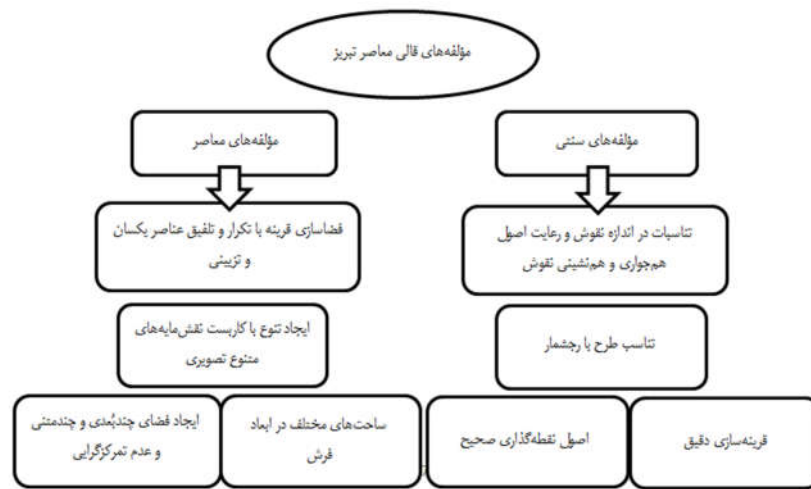 مؤلفه‌های قالی معاصر تبریز
مؤلفه‌های سنتی
مؤلفه‌های معاصر
تناسبات در اندازه نقوش و رعایت اصول
هم‌جواری و هم‌نشینی نقوش
فضاسازی قرینه با تکرار و تلفیق عناصر یکسان
و تزیینی
تناسب طرح با رجشمار
ایجاد تنوع با کاربست نقش‌مایه‌های
متنوع تصویری
قرینه‌سازی دقیق
اصول نقطه‌گذاری صحیح
ساخت‌های مختلف در ابعاد
فرش
ایجاد فضای چندبُعدی و چندمتنی
و عدم تمرکزگرایی